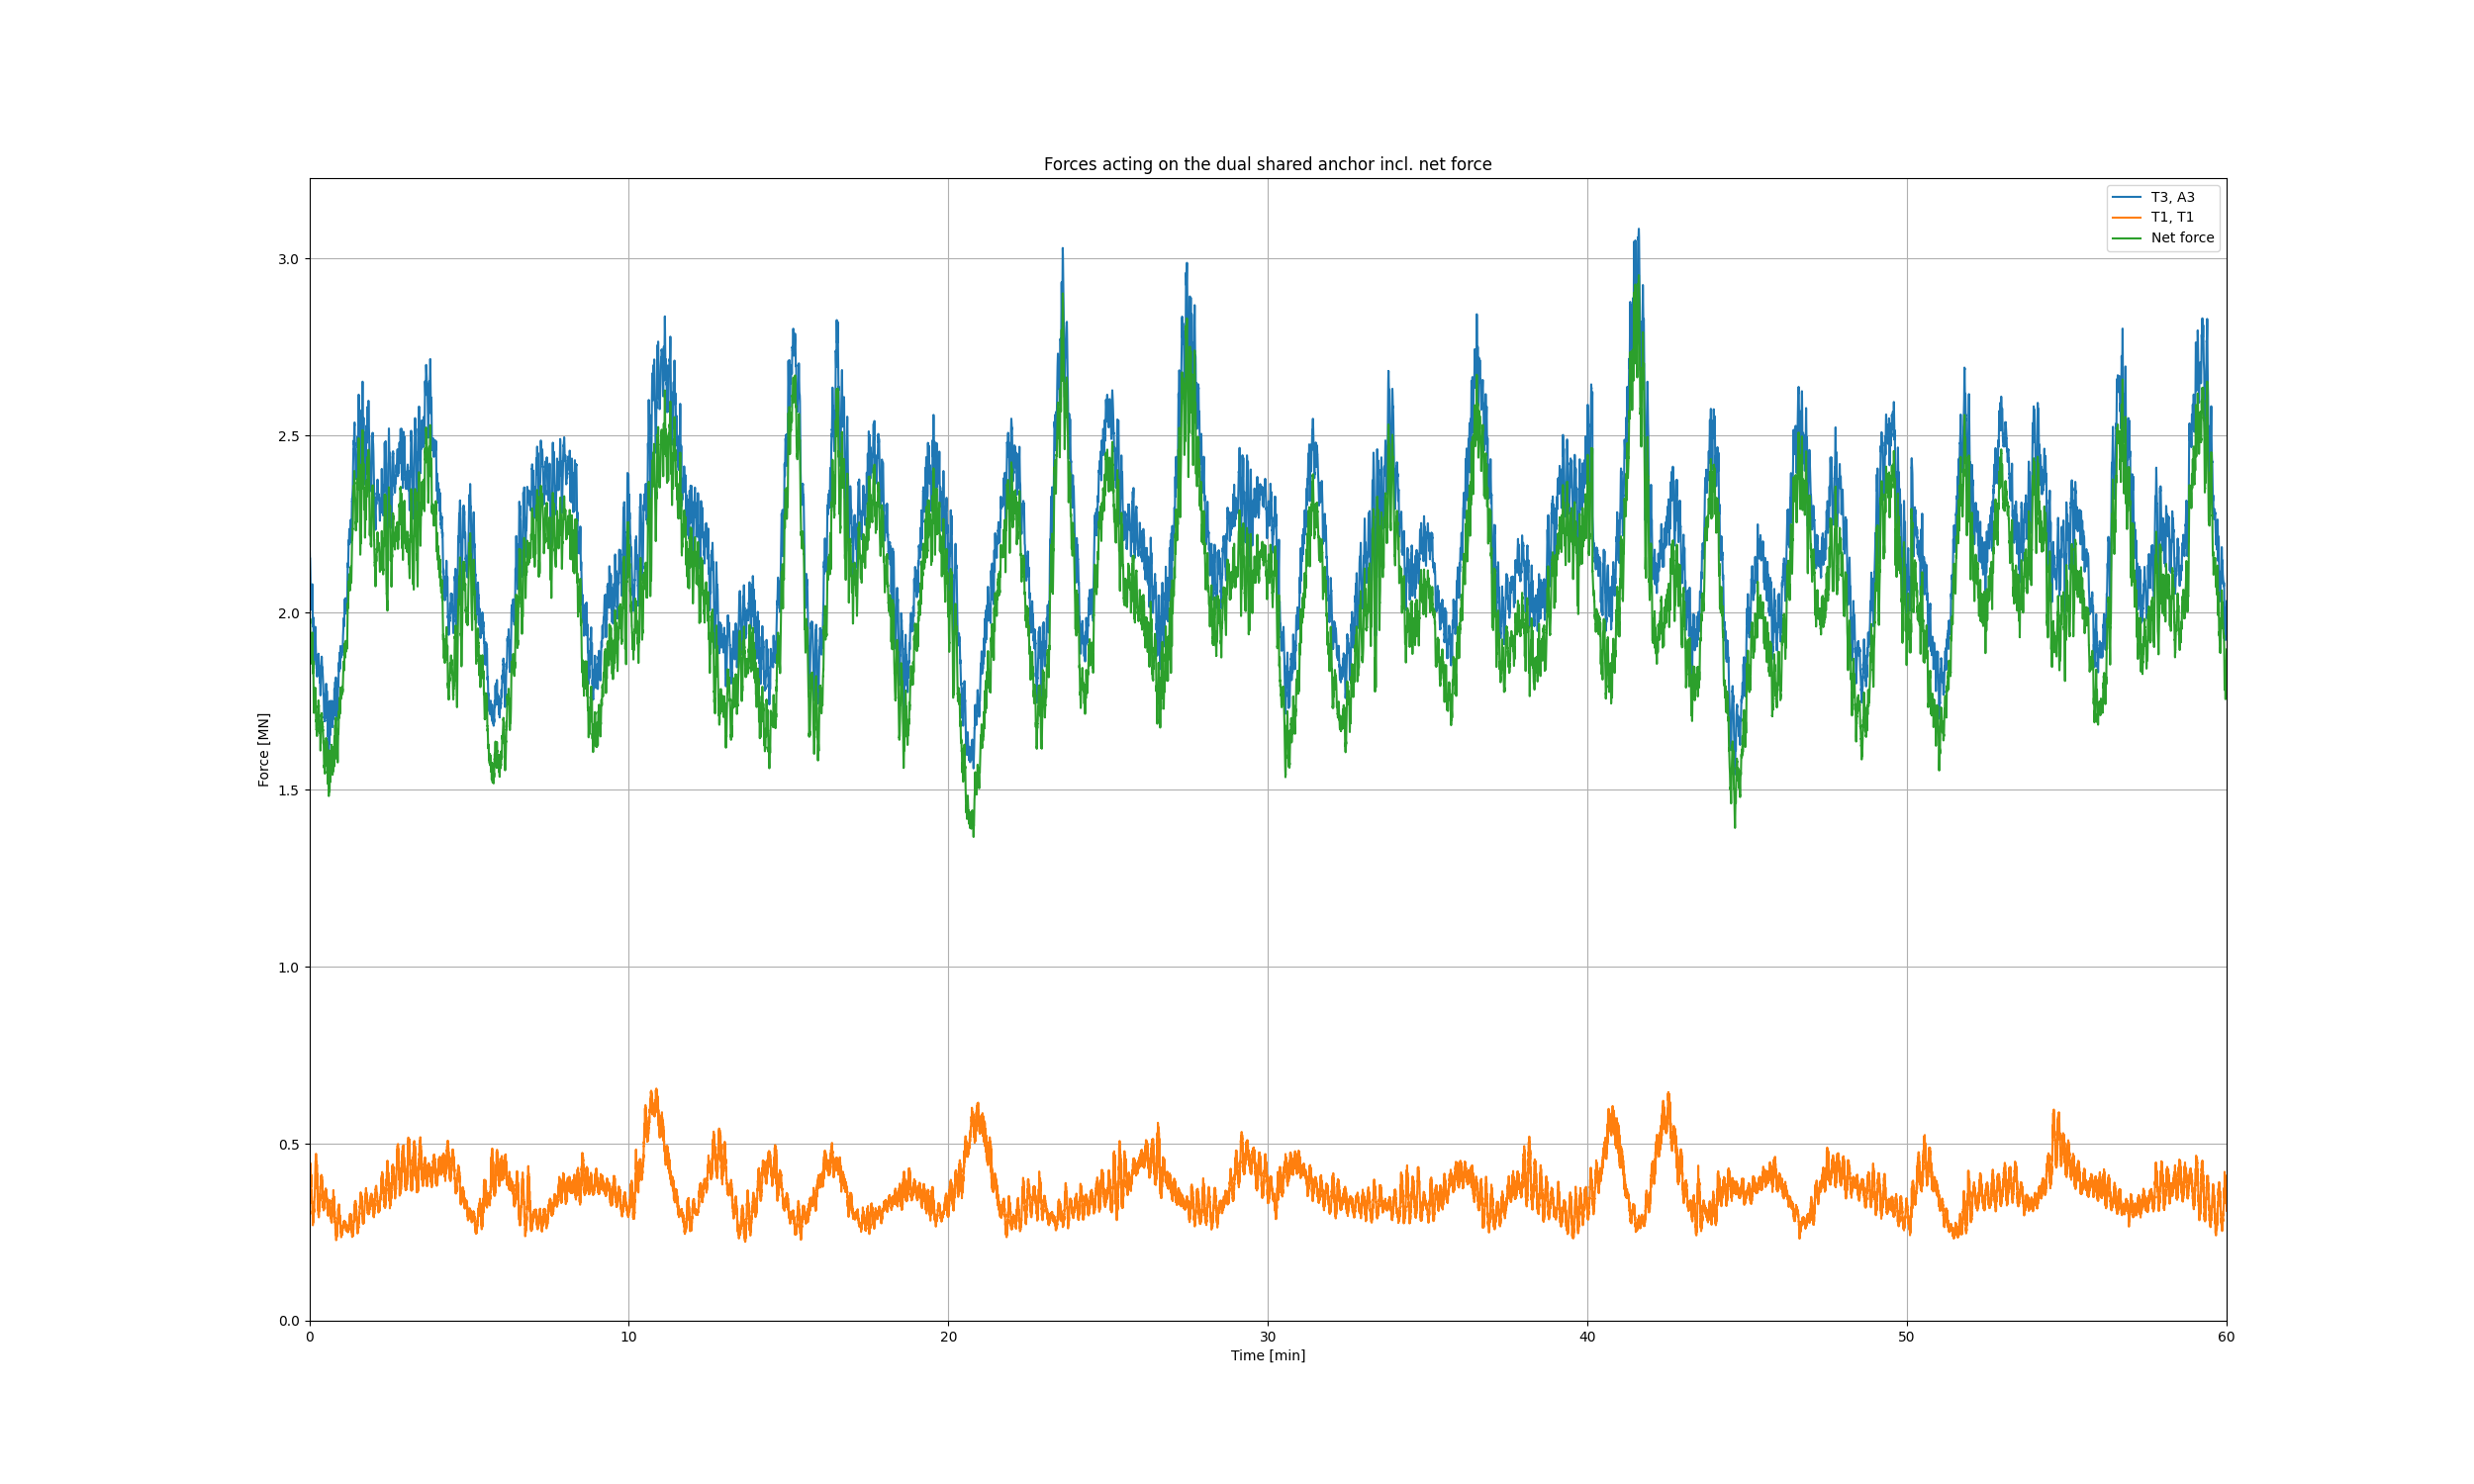 Forces acting on the dual shared anchor incl. net force
T3, A3
T1, T1
Net force
Force [MN]
3.0
2.5
2.0
1.5
1.0
0.5
0.0
0 10 20 30 40 50 60
Time [min]